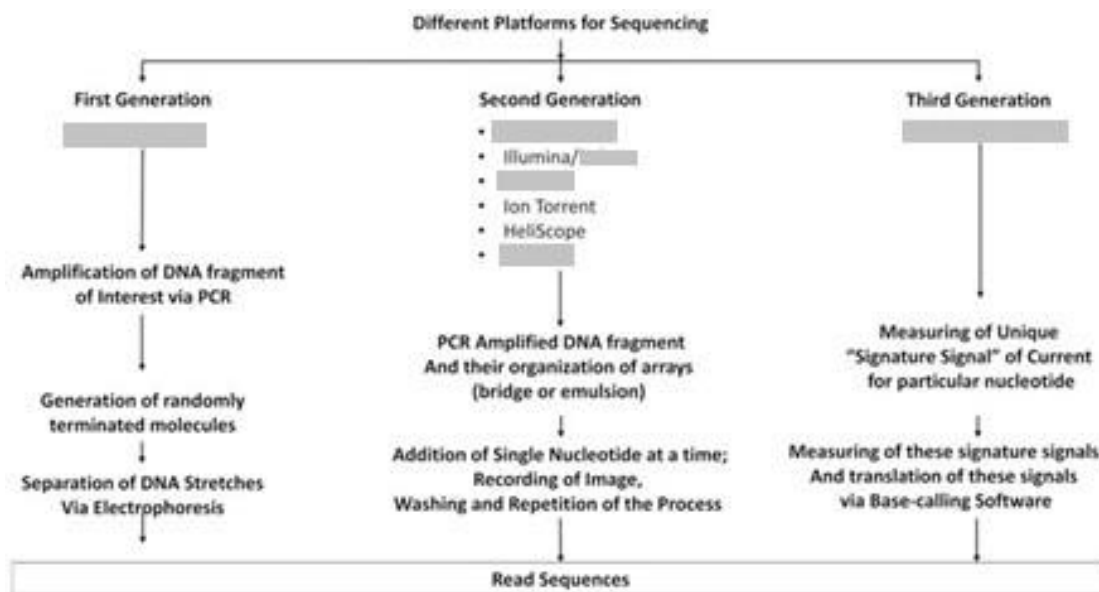 Different Platforms for Sequencing
First Generation
Amplification of DNA fragment
of Interest via PCR
Generation of randomly
terminated molecules
Separation of DNA Stretches
Via Electrophoresis
Second Generation
• 
• Illumina/
• 
• Ion Torrent
• HeliScope
• 
PCR Amplified DNA fragment
And their organization of arrays
(bridge or emulsion)
Addition of Single Nucleotide at a time;
Recording of Image,
Washing and Repetition of the Process
Third Generation
Measuring of Unique
“Signature Signal” of Current
for particular nucleotide
Measuring of these signature signals
And translation of these signals
via Base-calling Software
Read Sequences